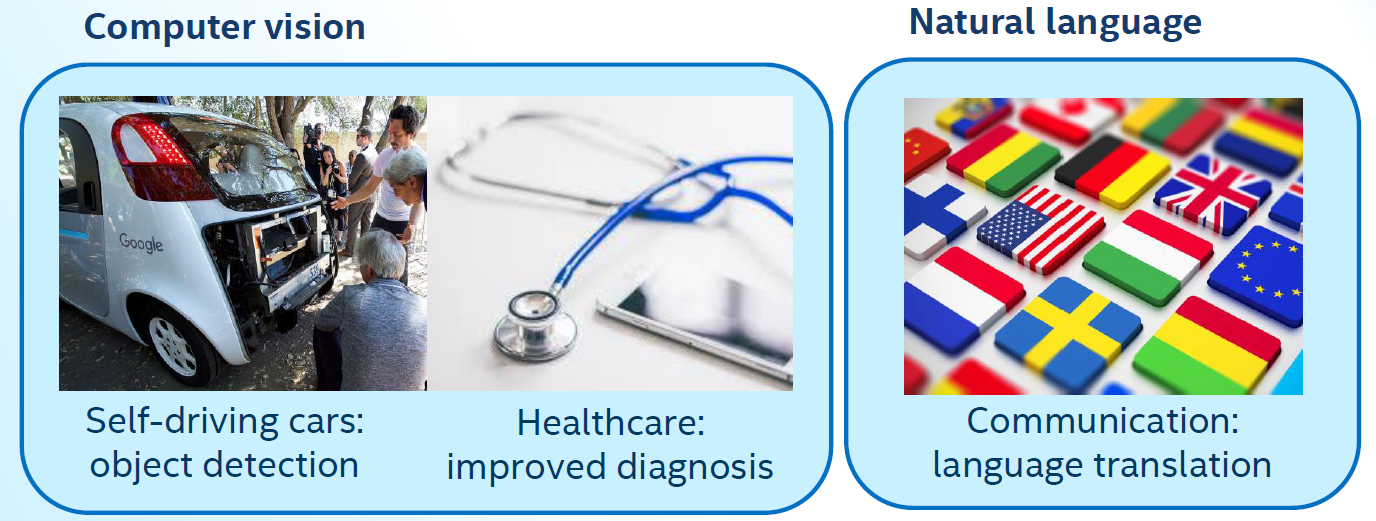 Computer vision
Natural language
Google
Self-driving cars:
object detection
Healthcare:
improved diagnosis
Communication:
language translation